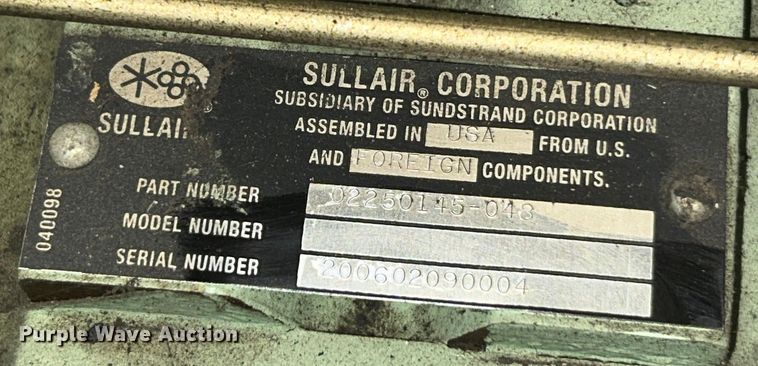 SULLAIR® CORPORATION
SUBSIDIARY OF SUNDSTRAND CORPORATION
SULLAIR
ASSEMBLED IN USA FROM U.S.
AND FOREIGN COMPONENTS.
PART NUMBER 02250145-048
MODEL NUMBER
SERIAL NUMBER 200602090004
040098
Purple Wave Auction